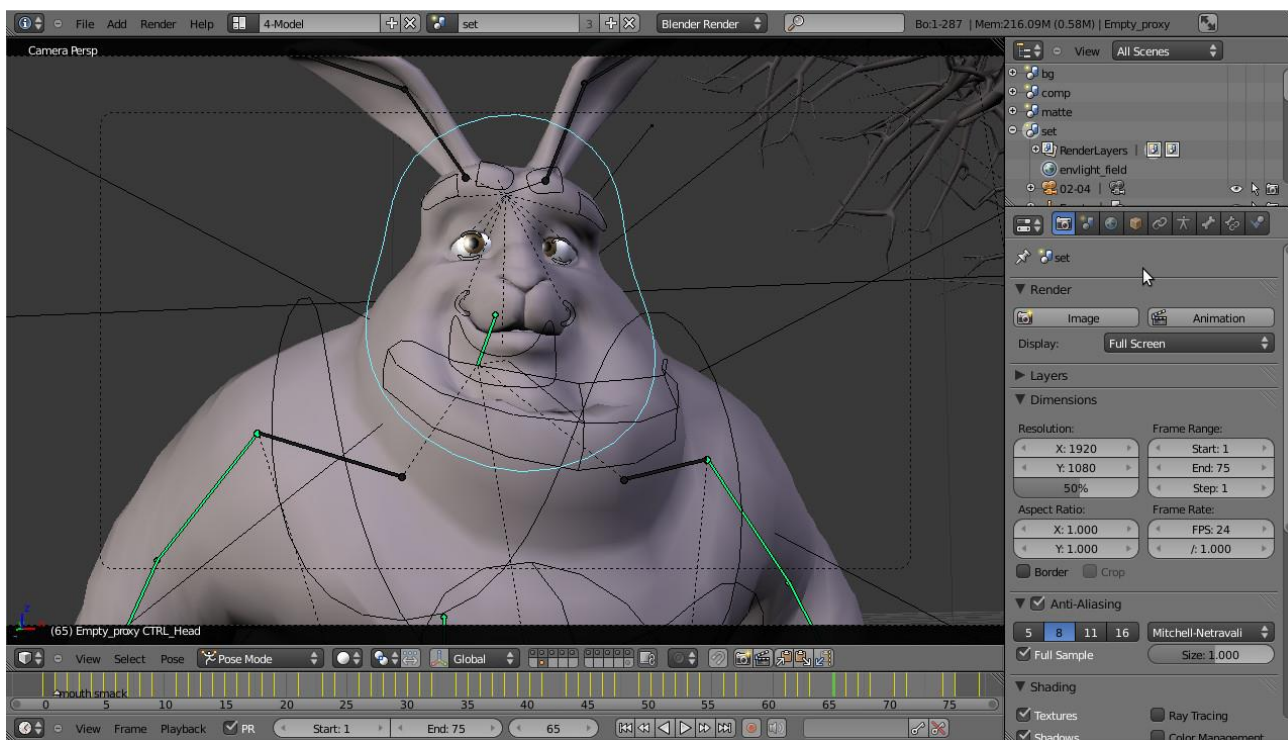 File Add Render Help 4-Model set 3 Blender Render Bo:1-287 | Mem:216.09M (0.58M) | Empty_proxy
Camera Persp
View All Scenes
bg
comp
matte
set
RenderLayers |
envlight_field
02-04 |
set
Render
Image Animation
Display: Full Screen
Layers
Dimensions
Resolution: Frame Range:
X: 1920 Start: 1
Y: 1080 End: 75
50% Step: 1
Aspect Ratio: Frame Rate:
X: 1.000 FPS: 24
Y: 1.000 /: 1.000
Border Crop
Anti-Aliasing
5 8 11 16 Mitchell-Netravali
Full Sample Size: 1.000
Shading
Textures Ray Tracing
Shadows Color Management
z
(65) Empty_proxy CTRL_Head
View Select Pose Pose Mode Global
mouth smack
0 5 10 15 20 25 30 35 40 45 50 55 60 65 70 75
View Frame Playback PR Start: 1 End: 75 65